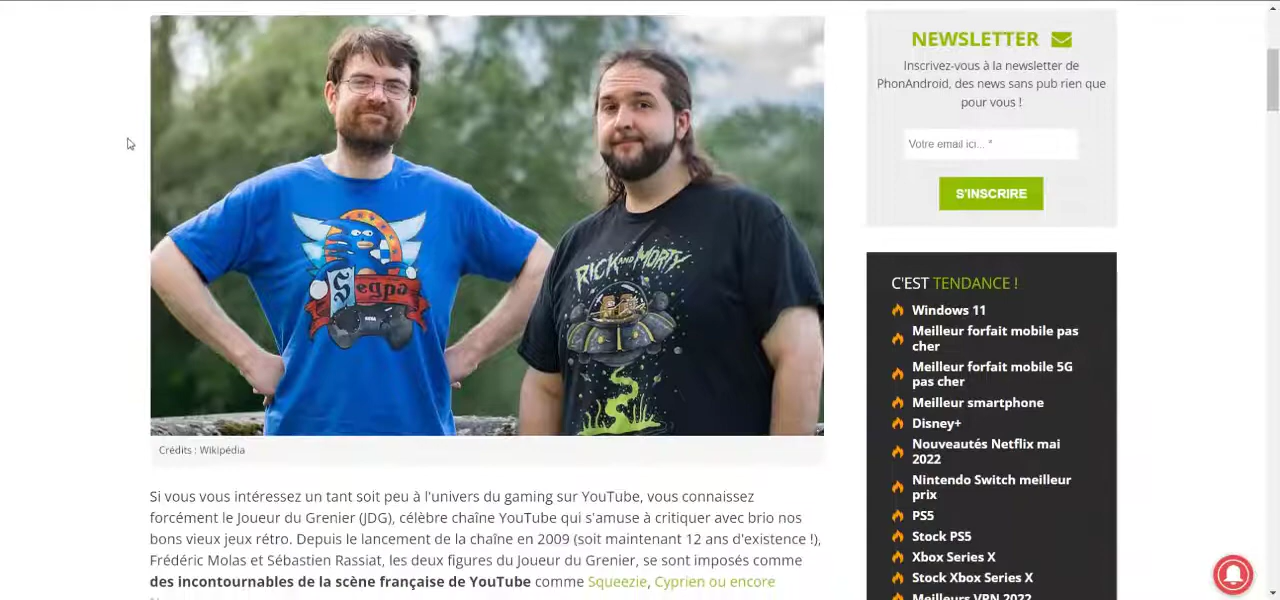 Segpa
SEGA
RICK AND MORTY
Crédits : Wikipédia
Si vous vous intéressez un tant soit peu à l'univers du gaming sur YouTube, vous connaissez
forcément le Joueur du Grenier (JDG), célèbre chaîne YouTube qui s'amuse à critiquer avec brio nos
bons vieux jeux rétro. Depuis le lancement de la chaîne en 2009 (soit maintenant 12 ans d'existence !),
Frédéric Molas et Sébastien Rassiat, les deux figures du Joueur du Grenier, se sont imposés comme
des incontournables de la scène française de YouTube comme Squeezie, Cyprien ou encore
NEWSLETTER
Inscrivez-vous à la newsletter de
PhonAndroid, des news sans pub rien que
pour vous !
Votre email ici... *
S'INSCRIRE
C'EST TENDANCE !
Windows 11
Meilleur forfait mobile pas
cher
Meilleur forfait mobile 5G
pas cher
Meilleur smartphone
Disney+
Nouveautés Netflix mai
2022
Nintendo Switch meilleur
prix
PS5
Stock PS5
Xbox Series X
Stock Xbox Series X
Meilleurs VPN 2022